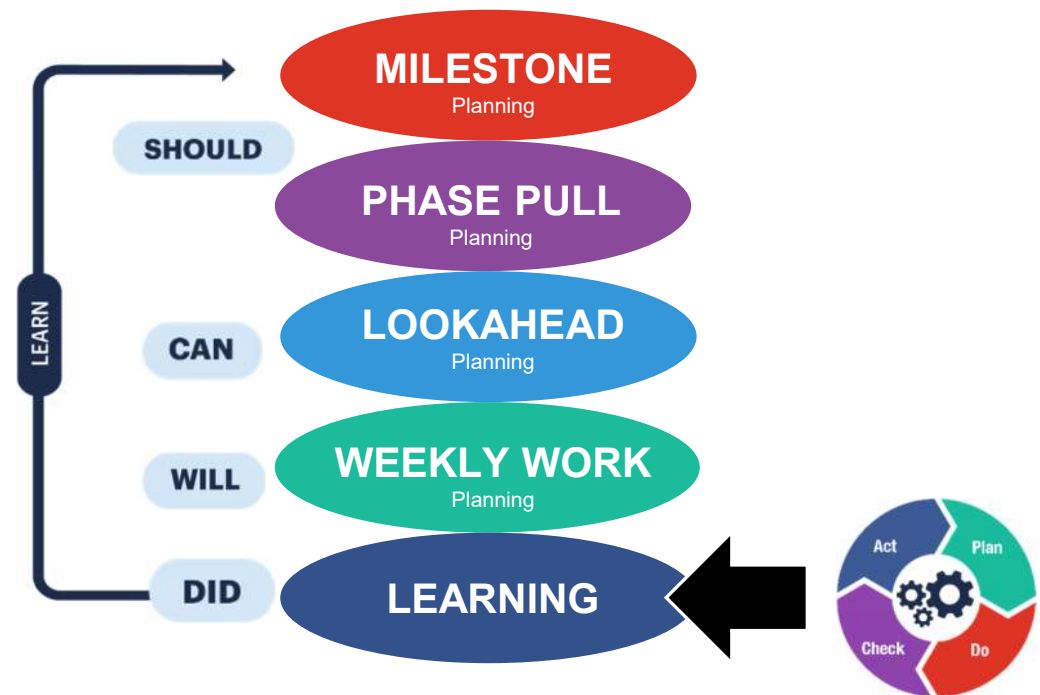 MILESTONE
Planning
SHOULD
PHASE PULL
Planning
LEARN
CAN
LOOKAHEAD
Planning
WILL
WEEKLY WORK
Planning
DID
LEARNING
Act
Plan
Check
Do